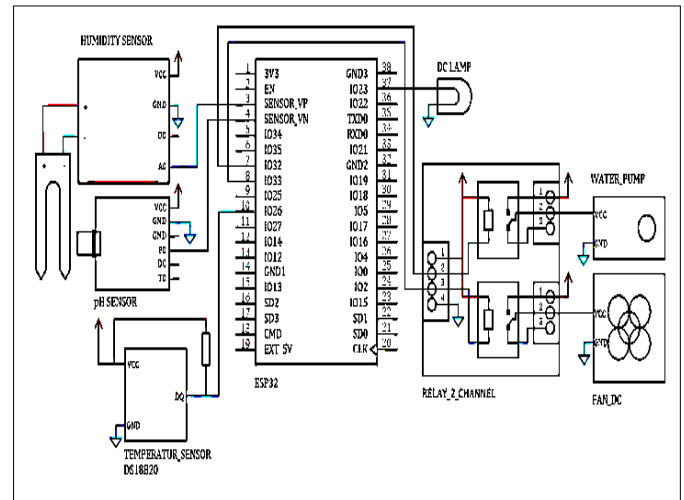 HUMIDITY SENSOR
VCC
GND
DO
AO
VCC
GND
GND
PO
DO
TO
pH SENSOR
VCC
DQ
GND
TEMPERATUR_SENSOR
DS18B20
1 3V3
2 EN
3 SENSOR_VP
4 SENSOR_VN
5 IO34
6 IO35
7 IO32
8 IO33
9 IO25
10 IO26
11 IO27
12 IO14
13 IO12
14 GND1
15 IO13
16 SD2
17 SD3
18 CMD
19 EXT_5V
GND3 38
IO23 37
IO22 36
TXD0 35
RXD0 34
IO21 33
GND2 32
IO19 31
IO18 30
IO5 29
IO17 28
IO16 27
IO4 26
IO0 25
IO2 24
IO15 23
SD1 22
SD0 21
CLK 20
ESP32
DC LAMP
1
2
3
4
1
2
3
1
2
3
RELAY_2_CHANNEL
WATER_PUMP
VCC
GND
VCC
GND
FAN_DC